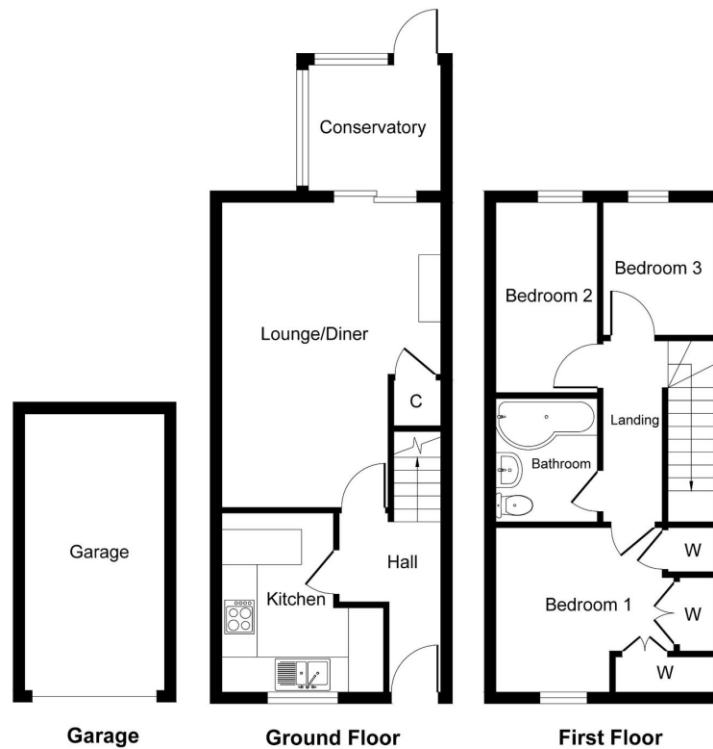 Conservatory
Lounge/Diner
C
Hall
Kitchen
Garage
Bedroom 2
Bedroom 3
Landing
Bathroom
Bedroom 1
W
W
W
Garage
Ground Floor
First Floor